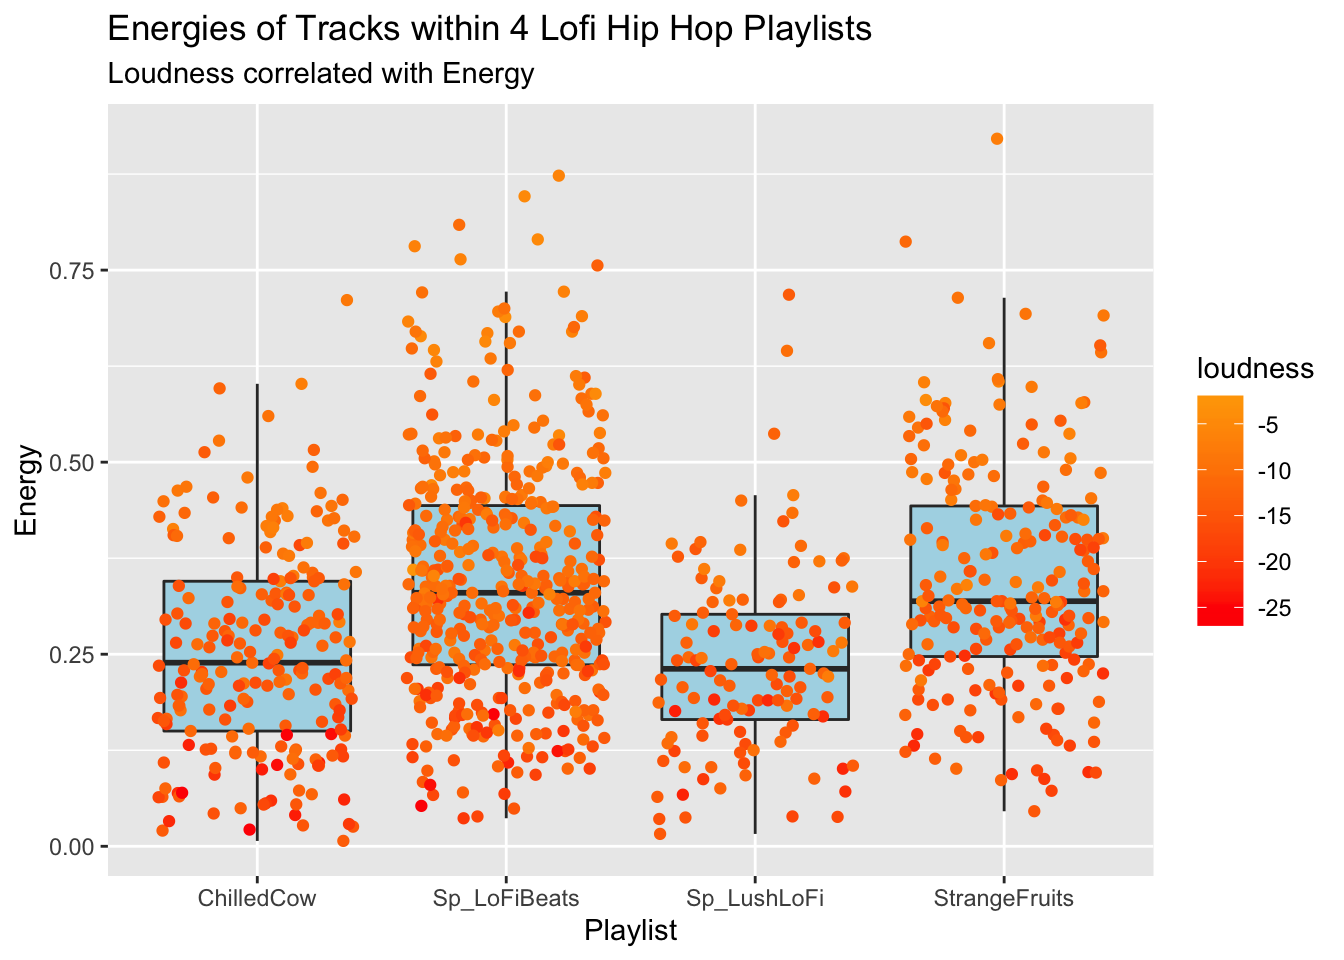 Energies of Tracks within 4 Lofi Hip Hop Playlists
Loudness correlated with Energy
Energy
0.75
0.50
0.25
0.00
ChilledCow
Sp_LoFiBeats
Sp_LushLoFi
StrangeFruits
Playlist
loudness
-5
-10
-15
-20
-25